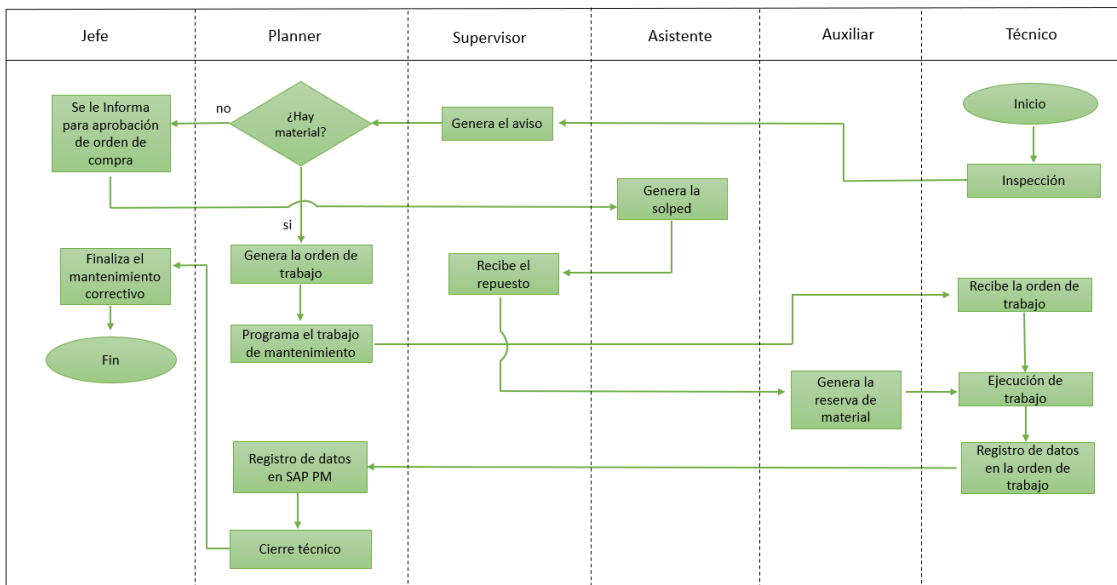 Jefe
Planner
Supervisor
Asistente
Auxiliar
Técnico
Se le Informa
para aprobación
de orden de
compra
no
¿Hay
material?
Genera el aviso
Inicio
Inspección
Genera la
solped
si
Finaliza el
mantenimiento
correctivo
Genera la orden de
trabajo
Recibe el
repuesto
Recibe la orden de
trabajo
Programa el trabajo
de mantenimiento
Fin
Genera la
reserva de
material
Ejecución de
trabajo
Registro de datos
en SAP PM
Registro de datos
en la orden de
trabajo
Cierre técnico